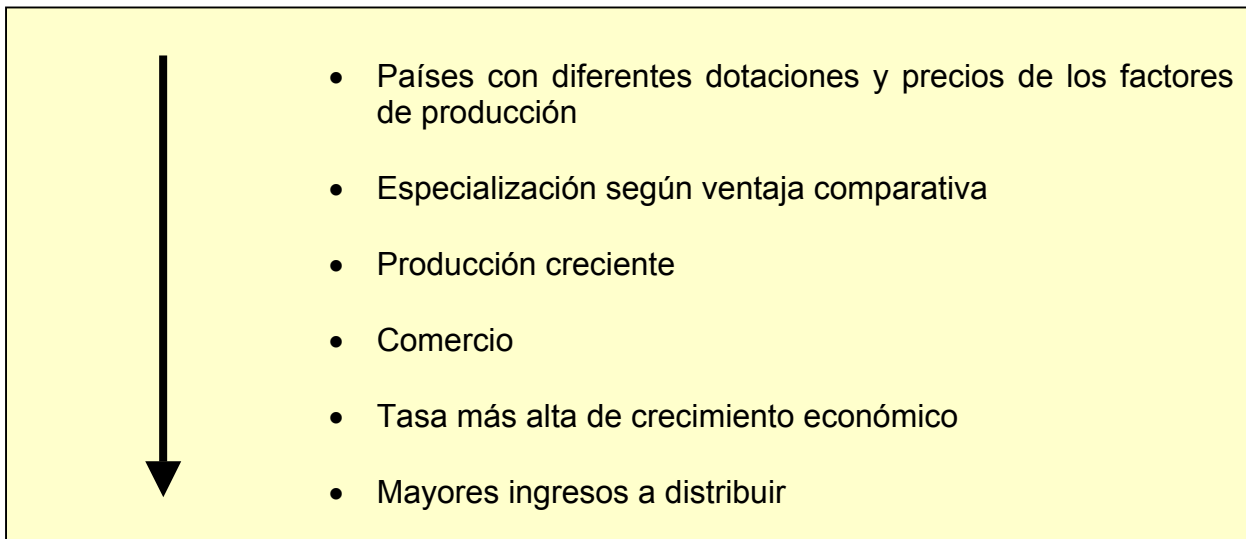 • Países con diferentes dotaciones y precios de los factores
de producción
• Especialización según ventaja comparativa
• Producción creciente
• Comercio
• Tasa más alta de crecimiento económico
• Mayores ingresos a distribuir